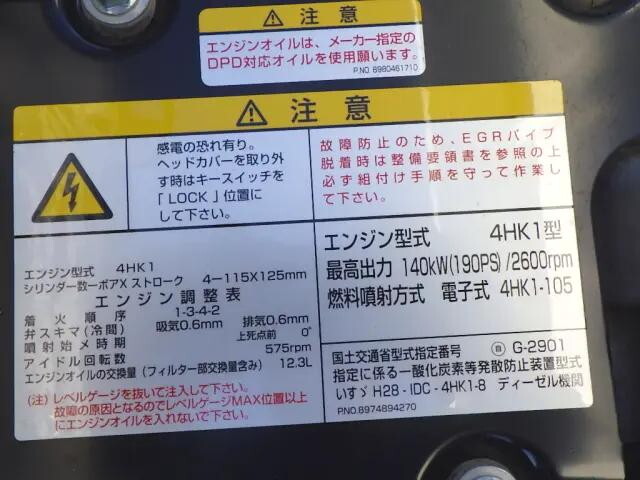 ⚠ 注意
エンジンオイルは、メーカー指定の
DPD対応オイルを使用願います。
P.NO. 8980461710
⚠ 注意
感電の恐れ有り。
ヘッドカバーを取り外
す時はキースイッチを
「LOCK」位置に
して下さい。
故障防止のため、EGRパイプ
脱着時は整備要領書を参照の上
必ず組付け手順を守って作業し
て下さい。
エンジン型式 4HK1
シリンダー数ーボアXストローク 4ー115X125mm
エンジン調整表
着火順序 1-3-4-2
弁スキマ(冷間) 吸気0.6mm 排気0.6mm
噴射始め時期 上死点前 0°
アイドル回転数 575rpm
エンジンオイルの交換量(フィルター部交換量含み) 12.3L
(注)レベルゲージを抜いて注入して下さい。
故障の原因となるのでレベルゲージMAX位置以上
にエンジンオイルを入れないで下さい。
エンジン型式 4HK1型
最高出力 140kW(190PS)/2600rpm
燃料噴射方式 電子式 4HK1-105
国土交通省型式指定番号 自 G-2901
指定に係る一酸化炭素等発散防止装置型式
いすゞH28-IDC-4HK1-8 ディーゼル機関
P.NO.8974894270